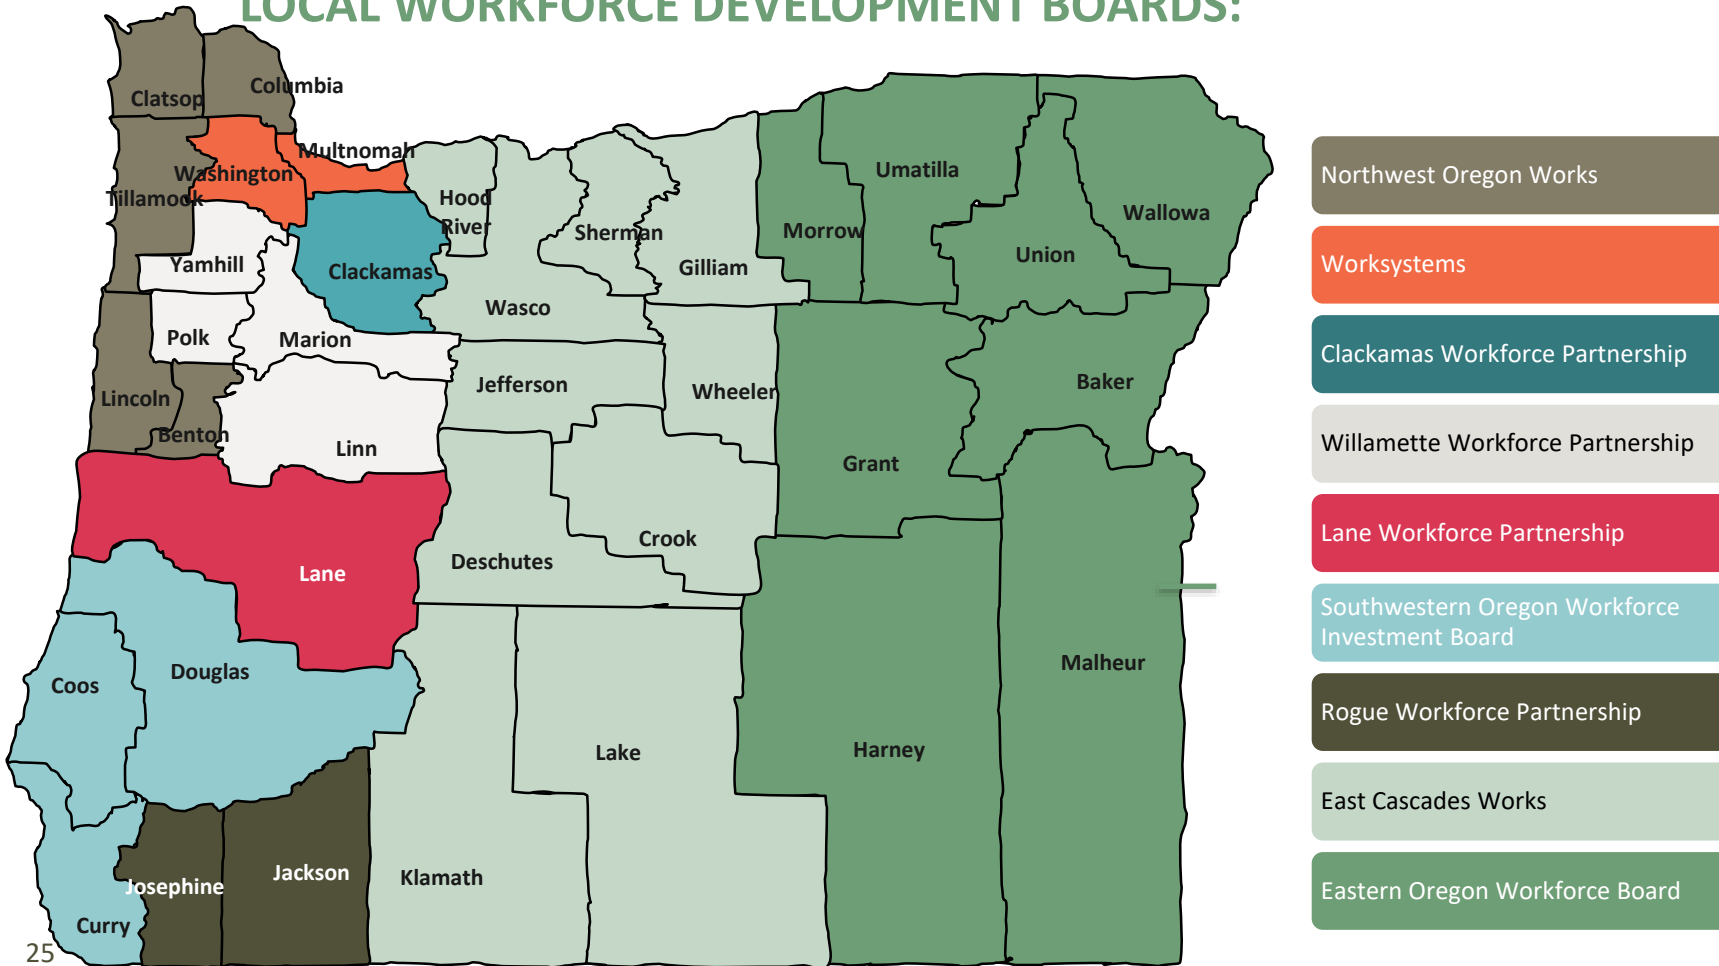 LOCAL WORKFORCE DEVELOPMENT BOARDS:
Clatsop
Columbia
Tillamook
Washington
Multnomah
Hood
River
Sherman
Gilliam
Morrow
Umatilla
Union
Wallowa
Yamhill
Clackamas
Wasco
Polk
Marion
Jefferson
Wheeler
Baker
Lincoln
Benton
Linn
Grant
Crook
Deschutes
Lane
Coos
Douglas
Malheur
Lake
Harney
Josephine
Jackson
Klamath
Curry
Northwest Oregon Works
Worksystems
Clackamas Workforce Partnership
Willamette Workforce Partnership
Lane Workforce Partnership
Southwestern Oregon Workforce
Investment Board
Rogue Workforce Partnership
East Cascades Works
Eastern Oregon Workforce Board
25